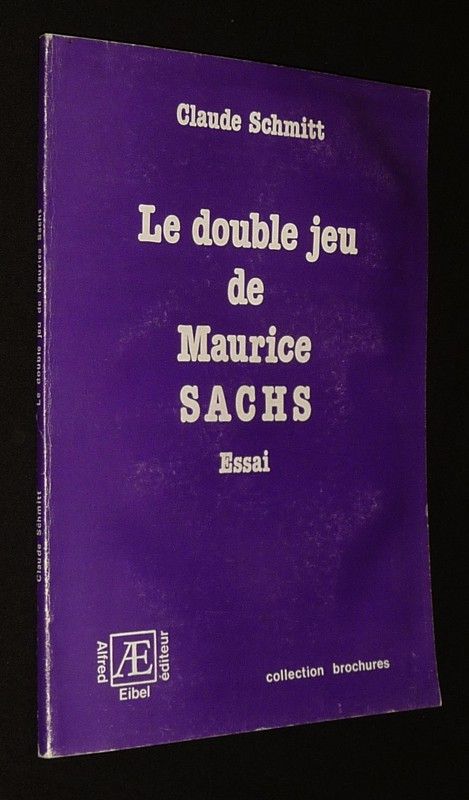 Claude Schmitt
Le double jeu
de
Maurice
SACHS
Essai
Alfred
Æ
Eibel
éditeur
collection brochures
Claude Schmitt / Le double jeu de Maurice Sachs